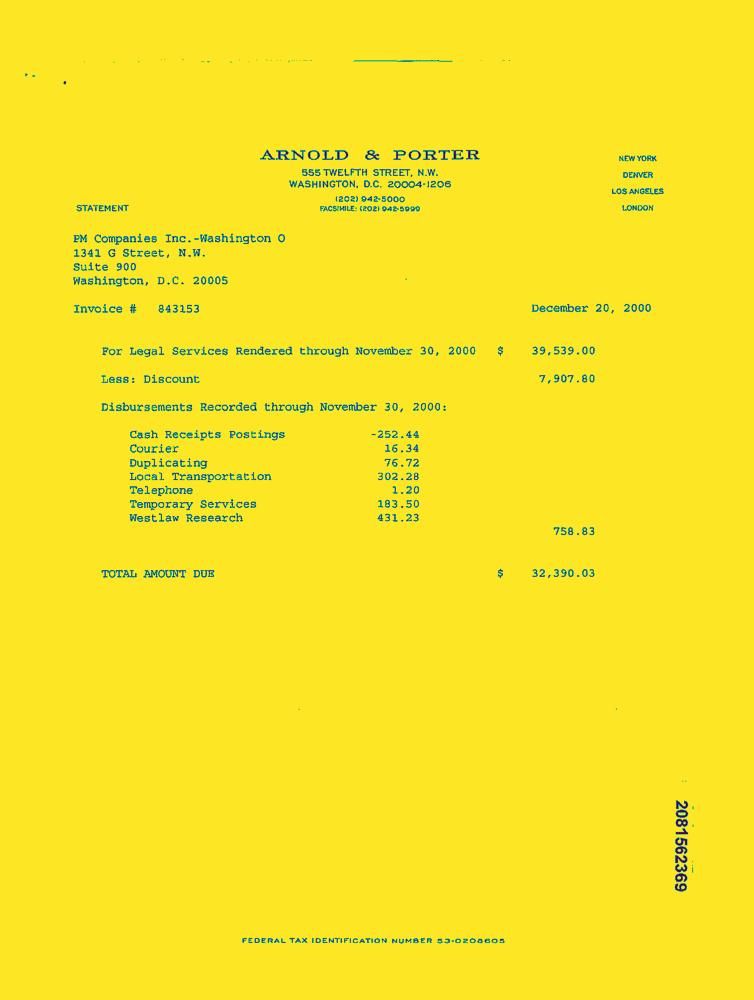 ARNOLD & PORTER
555 TWELFTH STREET, N.W.
WASHINGTON, D.C. 20004-1206
(202) 942-5000
FACSIMILE: (202) 942-5999
NEW YORK
DENVER
LOS ANGELES
LONDON
STATEMENT
PM Companies Inc.-Washington O
1341 G Street, N.W.
Suite 900
Washington, D.C. 20005
Invoice # 843153 December 20, 2000
For Legal Services Rendered through November 30, 2000 $ 39,539.00
Less: Discount 7,907.80
Disbursements Recorded through November 30, 2000:
Cash Receipts Postings -252.44
Courier 16.34
Duplicating 76.72
Local Transportation 302.28
Telephone 1.20
Temporary Services 183.50
Westlaw Research 431.23
758.83
TOTAL AMOUNT DUE $ 32,390.03
2081562369
FEDERAL TAX IDENTIFICATION NUMBER 53-0208605